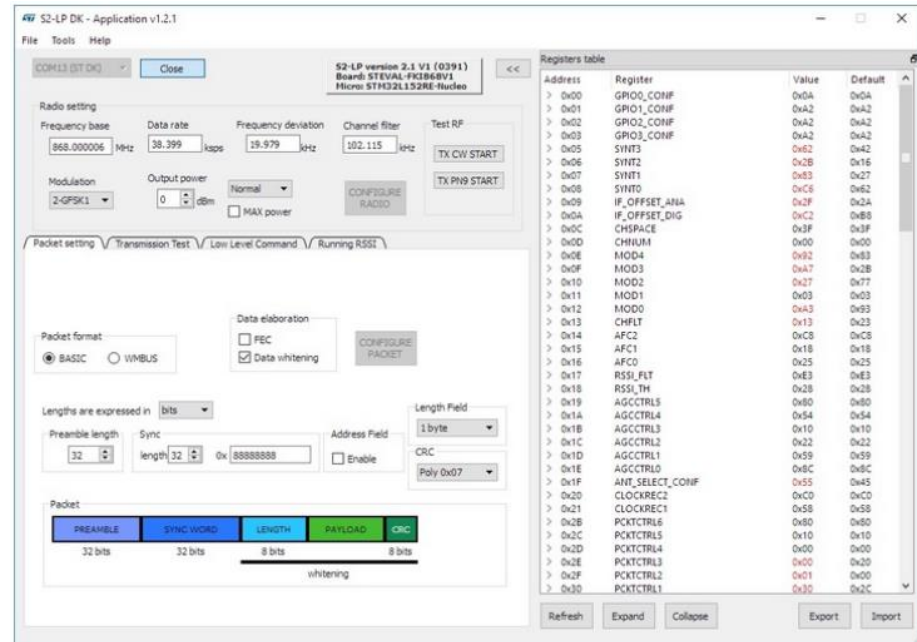 S2-LP DK - Application v1.2.1
File Tools Help
COM13 (ST DK)
Close
S2-LP version 2.1 V1 (0391)
Board: STEVAL-FKI868V1
Micro: STM32L152RE-Nucleo
<<
Radio setting
Frequency base
Data rate
Frequency deviation
Channel filter
Test RF
868.000006 MHz
38.399 ksps
19.979 kHz
102.115 kHz
TX CW START
TX PN9 START
Modulation
Output power
2-GFSK1
0 dBm
Normal
MAX power
CONFIGURE
RADIO
Packet setting
Transmission Test
Low Level Command
Running RSSI
Data elaboration
Packet format
BASIC
WMBUS
FEC
Data whitening
CONFIGURE
PACKET
Lengths are expressed in bits
Length Field
1 byte
Preamble length
32
Sync
length 32 0x 88888888
Address Field
Enable
CRC
Poly 0x07
Packet
PREAMBLE SYNC WORD LENGTH PAYLOAD CRC
32 bits 32 bits 8 bits 8 bits
whitening
Registers table
Address Register Value Default
0x00 GPIO0_CONF 0x0A 0x0A
0x01 GPIO1_CONF 0xA2 0xA2
0x02 GPIO2_CONF 0xA2 0xA2
0x03 GPIO3_CONF 0xA2 0xA2
0x05 SYNT3 0x62 0x42
0x06 SYNT2 0x2B 0x16
0x07 SYNT1 0x83 0x27
0x08 SYNT0 0xC6 0x62
0x09 IF_OFFSET_ANA 0x2F 0x2A
0x0A IF_OFFSET_DIG 0xC2 0xB8
0x0C CHSPACE 0x3F 0x3F
0x0D CHNUM 0x00 0x00
0x0E MOD4 0x92 0x83
0x0F MOD3 0xA7 0x2B
0x10 MOD2 0x27 0x77
0x11 MOD1 0x03 0x03
0x12 MOD0 0xA3 0x93
0x13 CHFLT 0x13 0x23
0x14 AFC2 0xC8 0xC8
0x15 AFC1 0x18 0x18
0x16 AFC0 0x25 0x25
0x17 RSSI_FLT 0xE3 0xE3
0x18 RSSI_TH 0x28 0x28
0x19 AGCCTRL5 0x80 0x80
0x1A AGCCTRL4 0x54 0x54
0x1B AGCCTRL3 0x10 0x10
0x1C AGCCTRL2 0x22 0x22
0x1D AGCCTRL1 0x59 0x59
0x1E AGCCTRL0 0x8C 0x8C
0x1F ANT_SELECT_CONF 0x55 0x45
0x20 CLOCKREC2 0xC0 0xC0
0x21 CLOCKREC1 0x58 0x58
0x2B PCKTCTRL6 0x80 0x80
0x2C PCKTCTRL5 0x10 0x10
0x2D PCKTCTRL4 0x00 0x00
0x2E PCKTCTRL3 0x00 0x20
0x2F PCKTCTRL2 0x01 0x00
0x30 PCKTCTRL1 0x30 0x2C
Refresh Expand Collapse Export Import